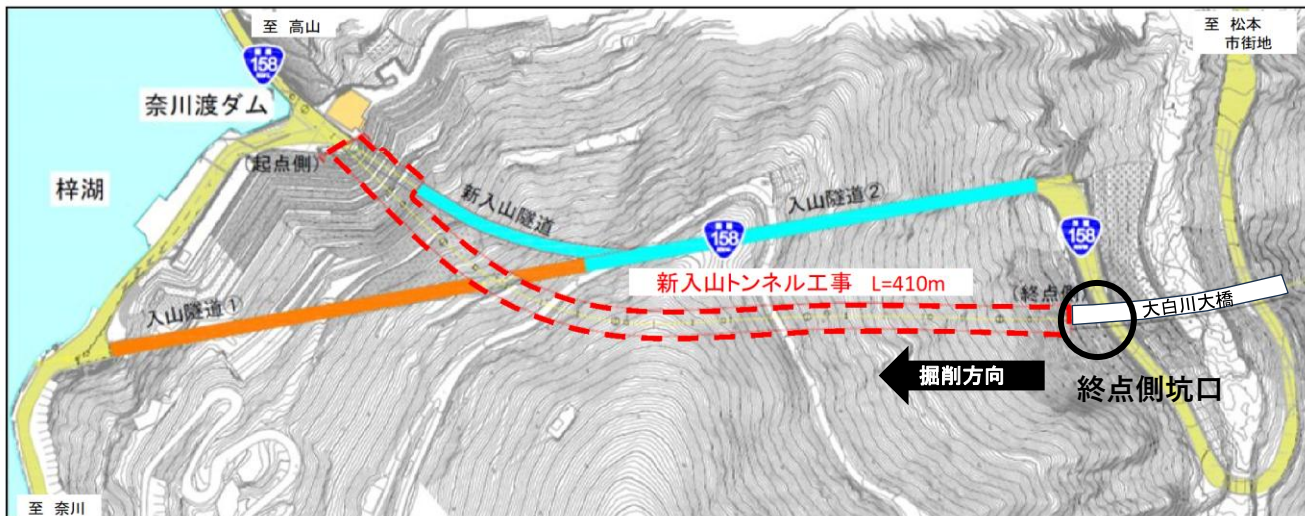 至 高山
至 松本
市街地
158
奈川渡ダム
(起点側)
梓湖
新入山隧道
入山隧道②
158
158
新入山トンネル工事 L=410m
(終点側)
大白川大橋
入山隧道①
掘削方向
終点側坑口
至 奈川